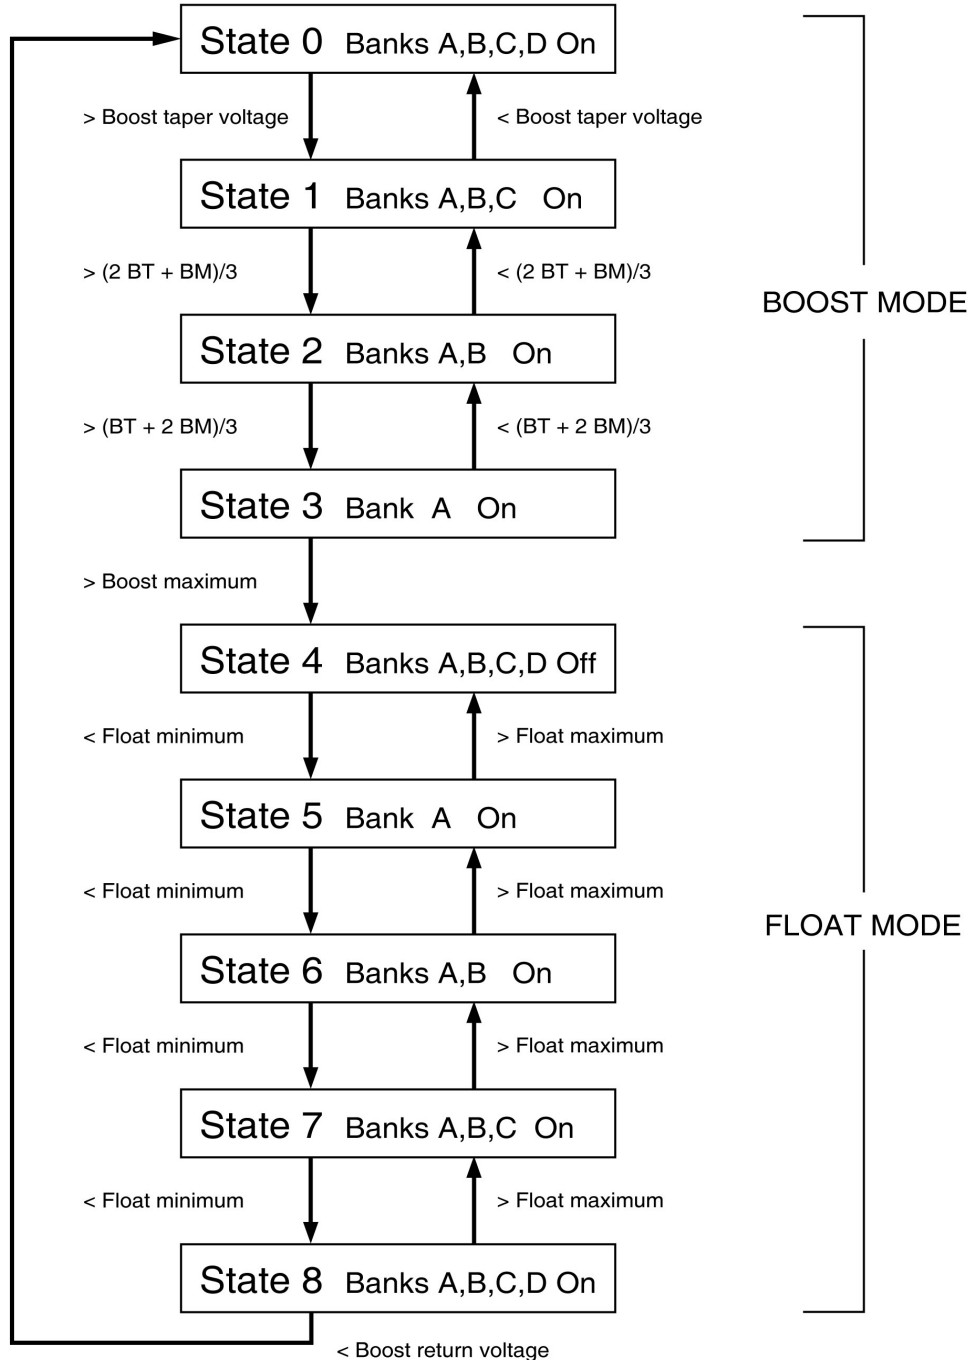 State 0 Banks A,B,C,D On
> Boost taper voltage
< Boost taper voltage
State 1 Banks A,B,C On
> (2 BT + BM)/3
< (2 BT + BM)/3
BOOST MODE
State 2 Banks A,B On
> (BT + 2 BM)/3
< (BT + 2 BM)/3
State 3 Bank A On
> Boost maximum
State 4 Banks A,B,C,D Off
< Float minimum
> Float maximum
State 5 Bank A On
< Float minimum
> Float maximum
FLOAT MODE
State 6 Banks A,B On
< Float minimum
> Float maximum
State 7 Banks A,B,C On
< Float minimum
> Float maximum
State 8 Banks A,B,C,D On
< Boost return voltage